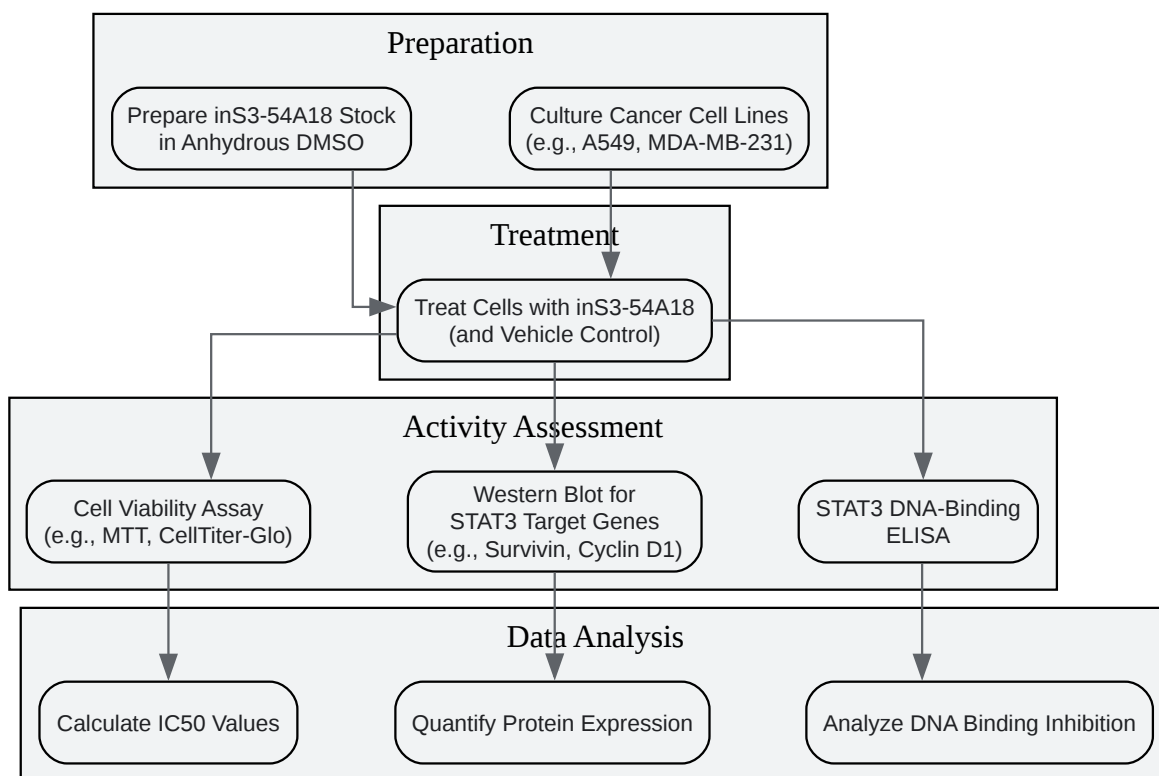 Preparation
Prepare inS3-54A18 Stock
in Anhydrous DMSO
Culture Cancer Cell Lines
(e.g., A549, MDA-MB-231)
Treatment
Treat Cells with inS3-54A18
(and Vehicle Control)
Activity Assessment
Cell Viability Assay
(e.g., MTT, CellTiter-Glo)
Western Blot for
STAT3 Target Genes
(e.g., Survivin, Cyclin D1)
STAT3 DNA-Binding
ELISA
Data Analysis
Calculate IC50 Values
Quantify Protein Expression
Analyze DNA Binding Inhibition